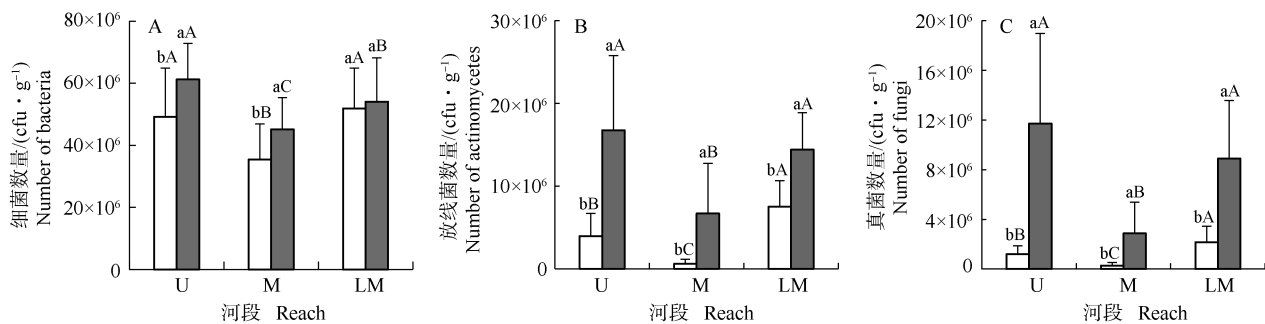 细菌数量/(cfu·g⁻¹)
Number of bacteria
80×10⁶
60×10⁶
40×10⁶
20×10⁶
0
A
bA
aA
bB
aC
aA
aB
U
M
LM
河段 Reach
放线菌数量/(cfu·g⁻¹)
Number of actinomycetes
30×10⁶
20×10⁶
10×10⁶
0
B
bB
aA
bC
aB
bA
aA
U
M
LM
河段 Reach
真菌数量/(cfu·g⁻¹)
Number of fungi
20×10⁶
16×10⁶
12×10⁶
8×10⁶
4×10⁶
0
C
bB
aA
bC
aB
bA
aA
U
M
LM
河段 Reach